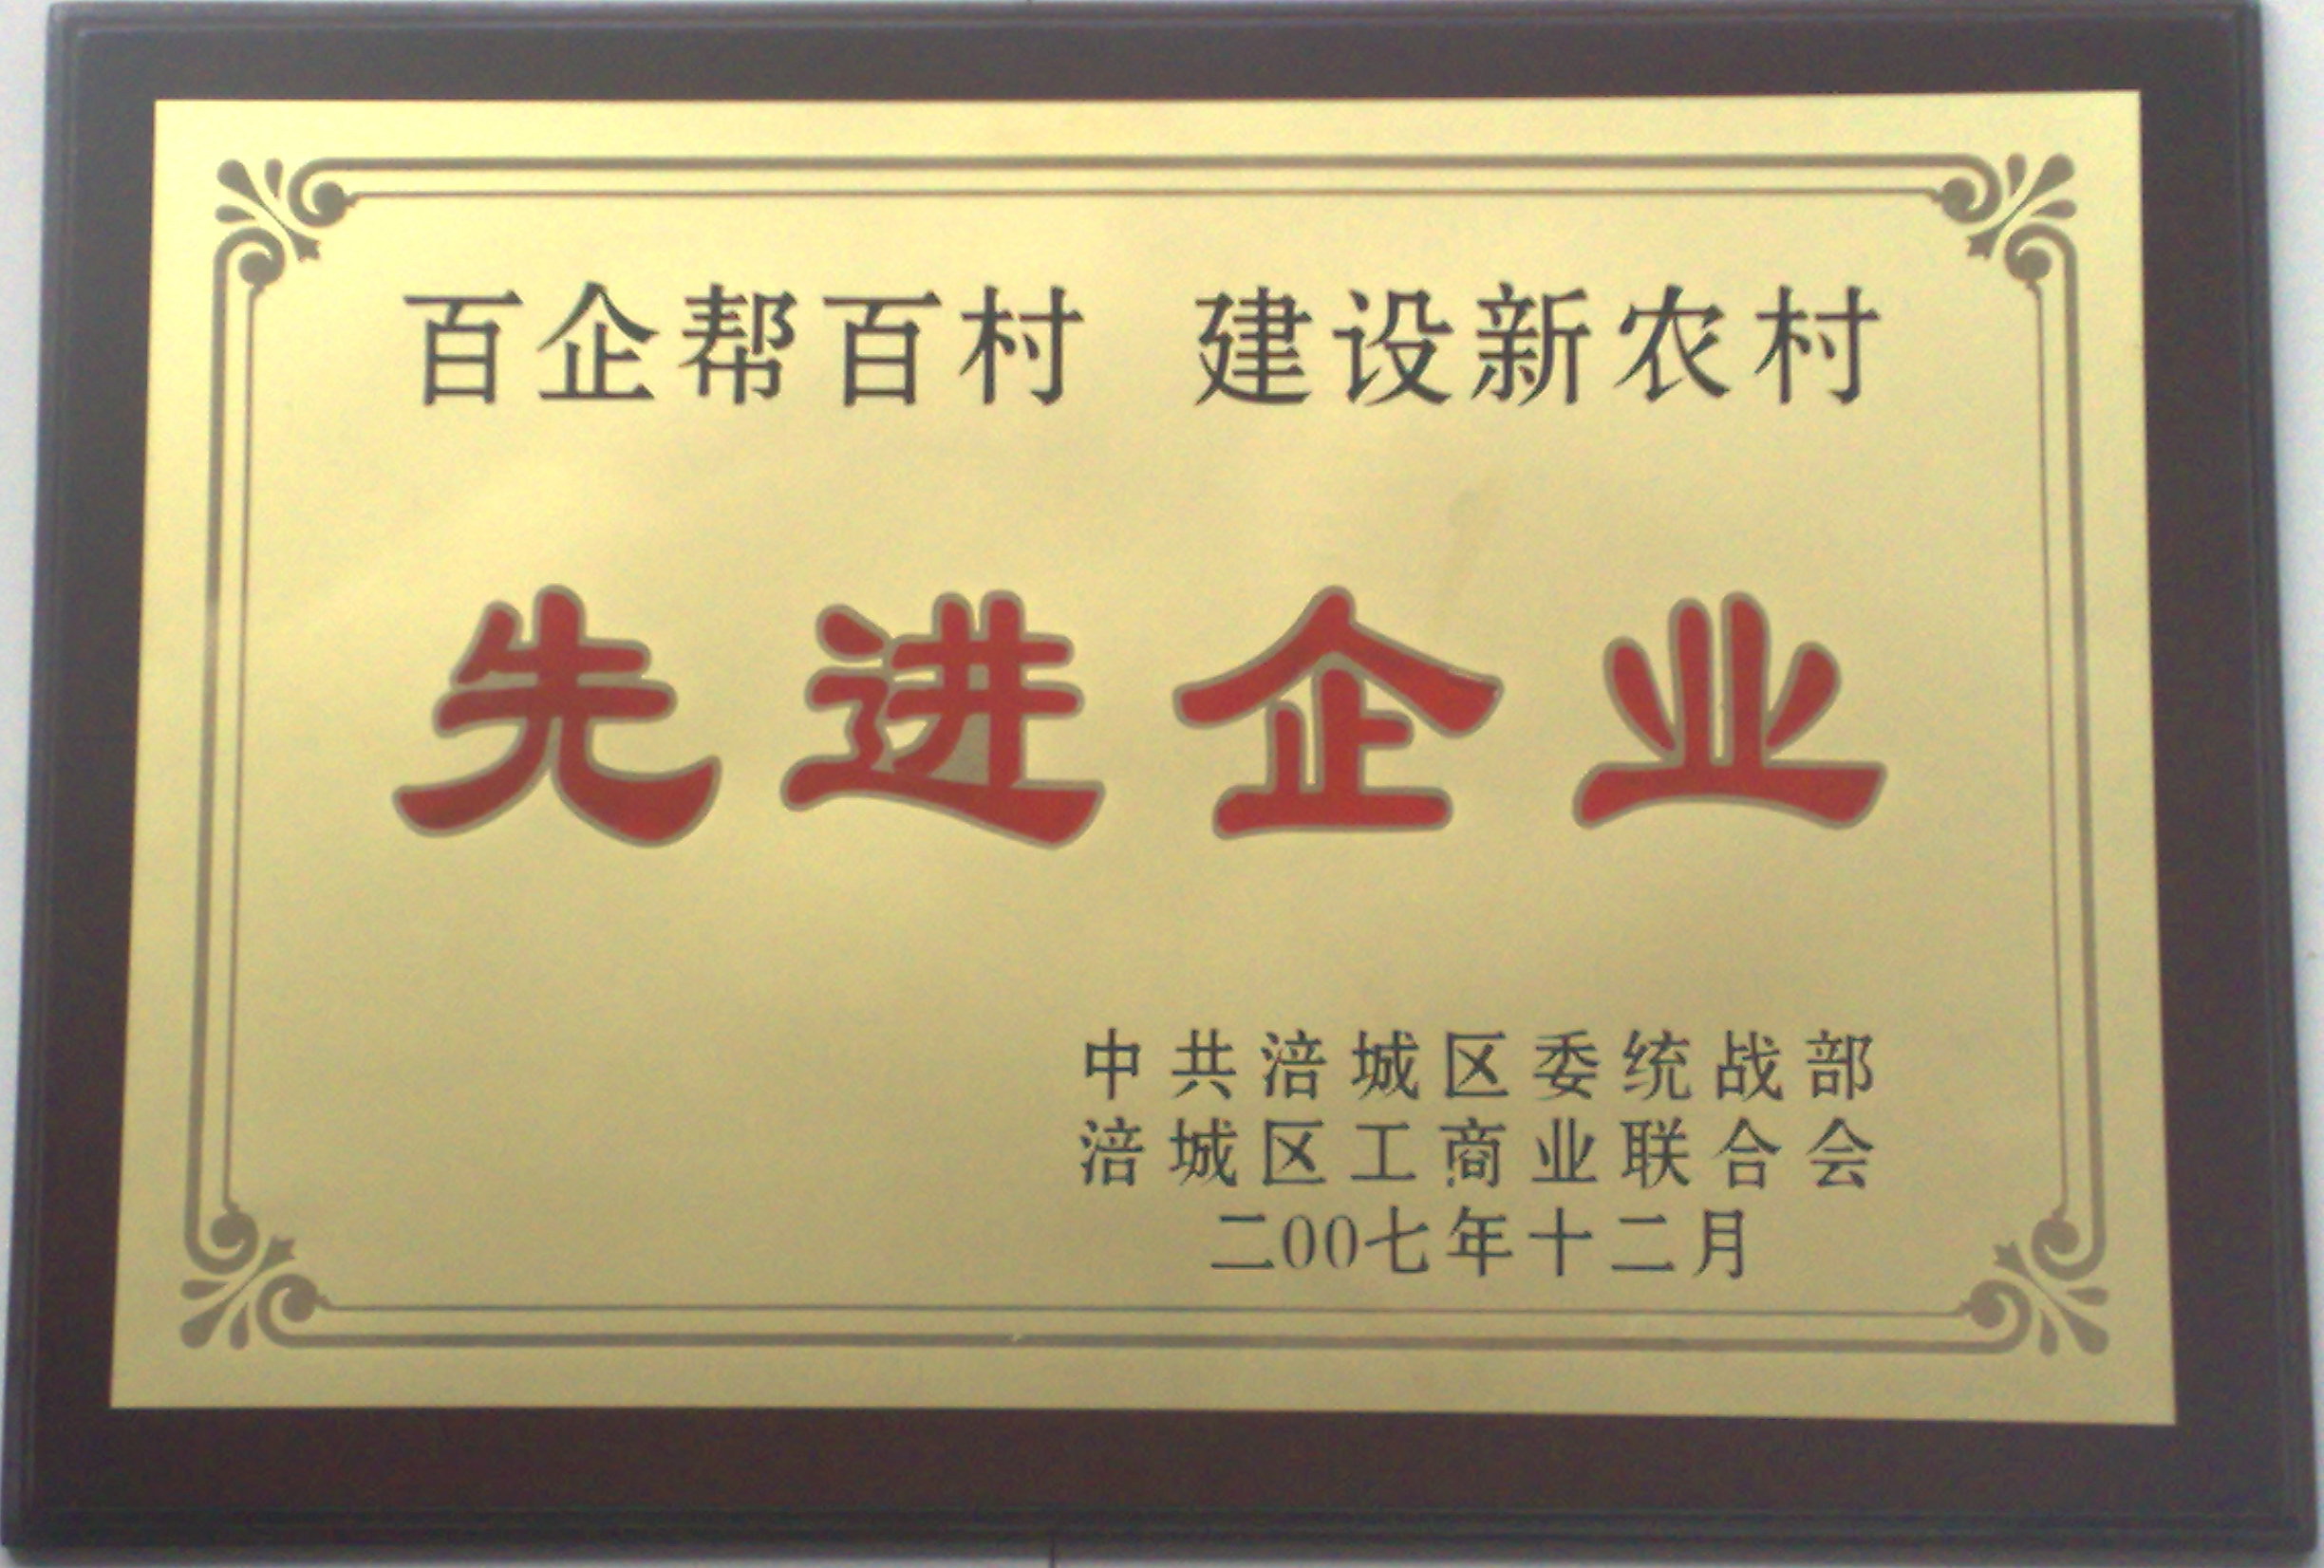 百企帮百村 建设新农村
先进企业
中共涪城区委统战部
涪城区工商业联合会
二00七年十二月